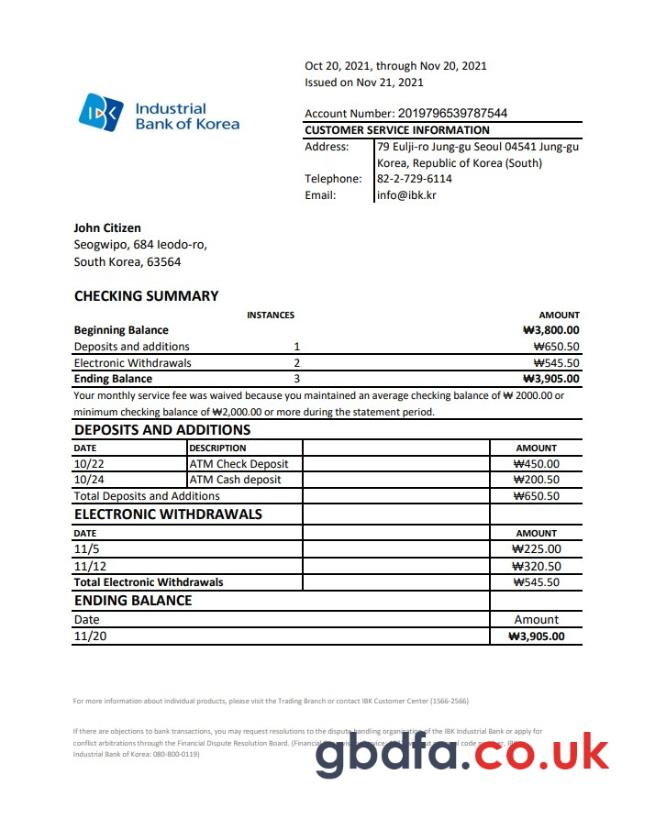 Oct 20, 2021, through Nov 20, 2021
Issued on Nov 21, 2021
IBK
Industrial
Bank of Korea
Account Number: 2019796539787544
CUSTOMER SERVICE INFORMATION
Address: 79 Eulji-ro Jung-gu Seoul 04541 Jung-gu
Korea, Republic of Korea (South)
Telephone: 82-2-729-6114
Email: info@ibk.kr
John Citizen
Seogwipo, 684 Ieodo-ro,
South Korea, 63564
CHECKING SUMMARY
INSTANCES AMOUNT
Beginning Balance ₩3,800.00
Deposits and additions 1 ₩650.50
Electronic Withdrawals 2 ₩545.50
Ending Balance 3 ₩3,905.00
Your monthly service fee was waived because you maintained an average checking balance of ₩ 2000.00 or
minimum checking balance of ₩2,000.00 or more during the statement period.
DEPOSITS AND ADDITIONS
DATE DESCRIPTION AMOUNT
10/22 ATM Check Deposit ₩450.00
10/24 ATM Cash deposit ₩200.50
Total Deposits and Additions ₩650.50
ELECTRONIC WITHDRAWALS
DATE AMOUNT
11/5 ₩225.00
11/12 ₩320.50
Total Electronic Withdrawals ₩545.50
ENDING BALANCE
Date Amount
11/20 ₩3,905.00
For more information about individual products, please visit the Trading Branch or contact IBK Customer Center (1566-2566)
If there are objections to bank transactions, you may request resolutions to the dispute handling organization of the IBK Industrial Bank or apply for
conflict arbitrations through the Financial Dispute Resolution Board. (Financial
Industrial Bank of Korea: 080-800-0119)
gbdfa.co.uk